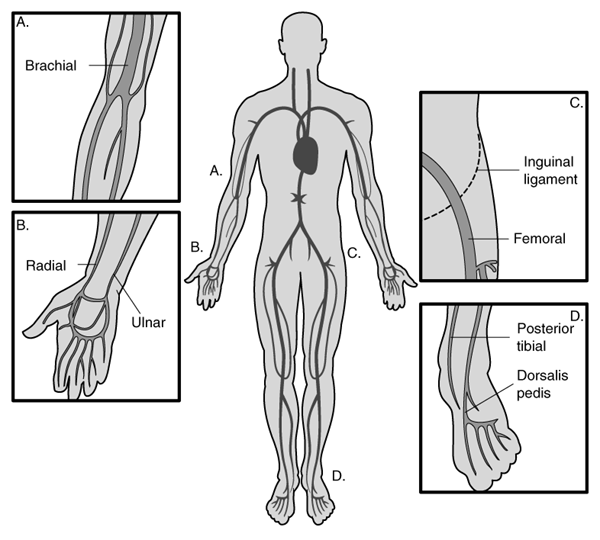 A.
Brachial
B.
Radial
Ulnar
A.
B.
C.
D.
C.
Inguinal
ligament
Femoral
D.
Posterior
tibial
Dorsalis
pedis